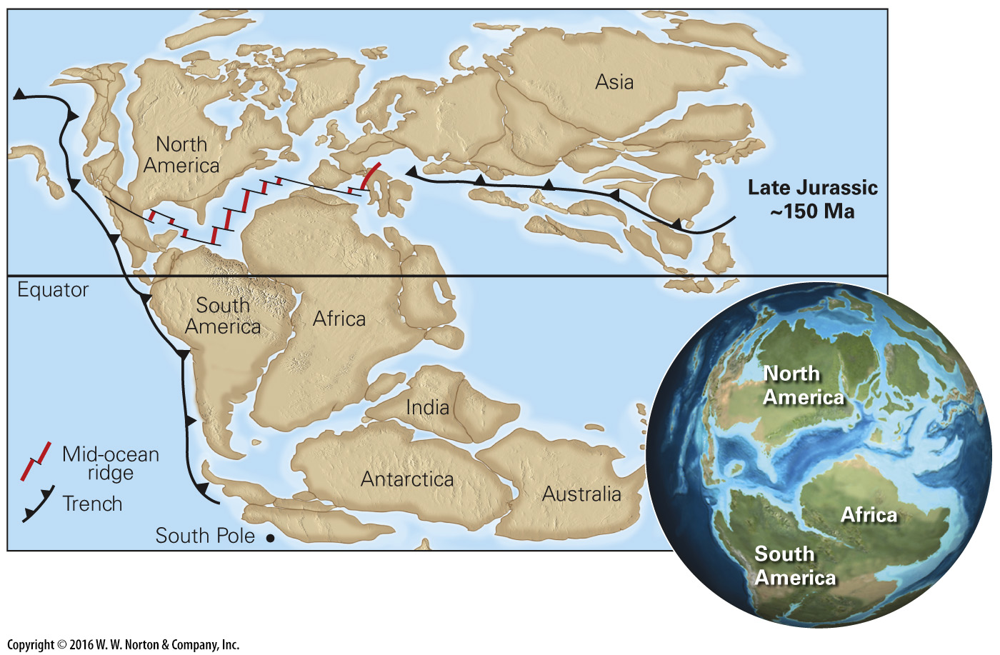 Asia
North
America
Late Jurassic
~150 Ma
Equator
South
America
Africa
India
Antarctica
Australia
Mid-ocean
ridge
Trench
South Pole
North
America
Africa
South
America
Copyright © 2016 W. W. Norton & Company, Inc.